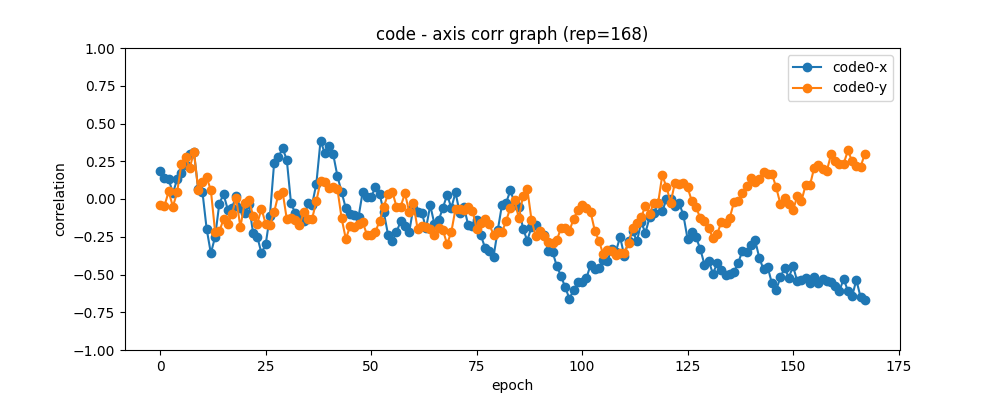 code - axis corr graph (rep=168)
1.00
0.75
0.50
0.25
0.00
−0.25
−0.50
−0.75
−1.00
correlation
code0-x
code0-y
0 25 50 75 100 125 150 175
epoch